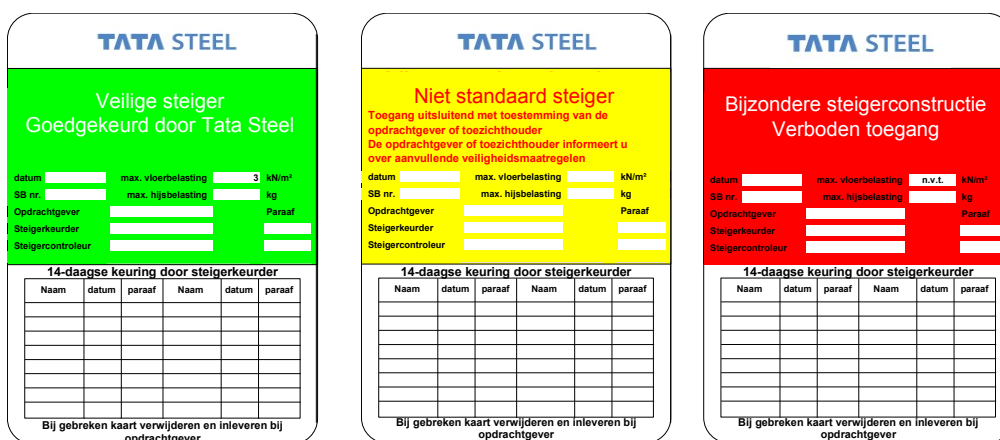 TATA STEEL
Veilige steiger
Goedgekeurd door Tata Steel
datum max. vloerbelasting 3 kN/m²
SB nr. max. hijsbelasting kg
Opdrachtgever Paraaf
Steigerkeurder
Steigercontroleur
14-daagse keuring door steigerkeurder
Naam datum paraaf Naam datum paraaf
Bij gebreken kaart verwijderen en inleveren bij
opdrachtgever
TATA STEEL
Niet standaard steiger
Toegang uitsluitend met toestemming van de
opdrachtgever of toezichthouder
De opdrachtgever of toezichthouder informeert u
over aanvullende veiligheidsmaatregelen
datum max. vloerbelasting kN/m²
SB nr. max. hijsbelasting kg
Opdrachtgever Paraaf
Steigerkeurder
Steigercontroleur
14-daagse keuring door steigerkeurder
Naam datum paraaf Naam datum paraaf
Bij gebreken kaart verwijderen en inleveren bij
opdrachtgever
TATA STEEL
Bijzondere steigerconstructie
Verboden toegang
datum max. vloerbelasting n.v.t. kN/m²
SB nr. max. hijsbelasting kg
Opdrachtgever Paraaf
Steigerkeurder
Steigercontroleur
14-daagse keuring door steigerkeurder
Naam datum paraaf Naam datum paraaf
Bij gebreken kaart verwijderen en inleveren bij
opdrachtgever